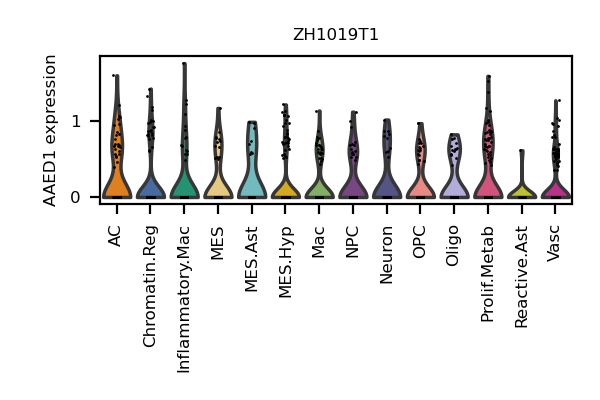 ZH1019T1
AAED1 expression
1
0
AC
Chromatin.Reg
Inflammatory.Mac
MES
MES.Ast
MES.Hyp
Mac
NPC
Neuron
OPC
Oligo
Prolif.Metab
Reactive.Ast
Vasc